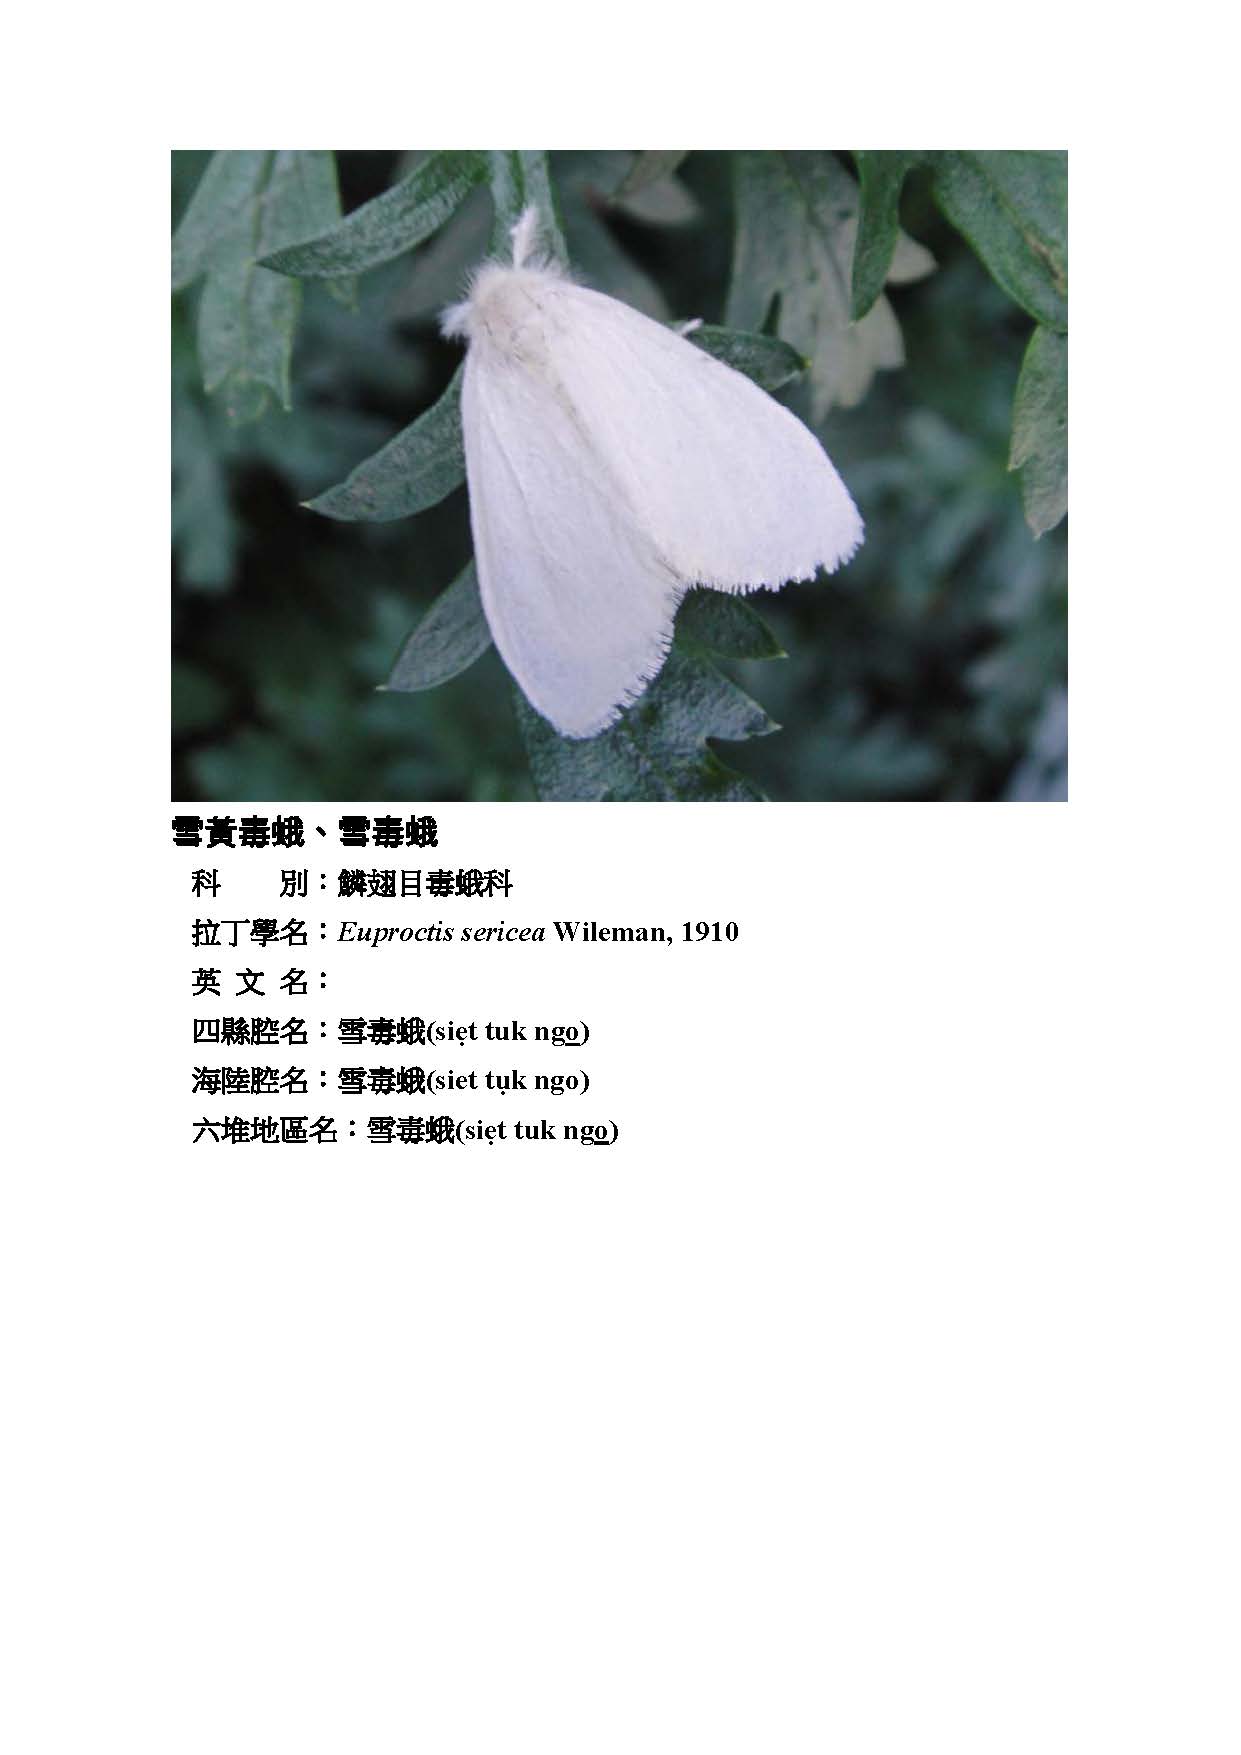 雪黃毒蛾、雪毒蛾
科　　別：鱗翅目毒蛾科
拉丁學名：Euproctis sericea Wileman, 1910
英 文 名：
四縣腔名：雪毒蛾(siẹt tuk ngo̲)
海陸腔名：雪毒蛾(siet tụk ngo)
六堆地區名：雪毒蛾(siẹt tuk ngo̲)